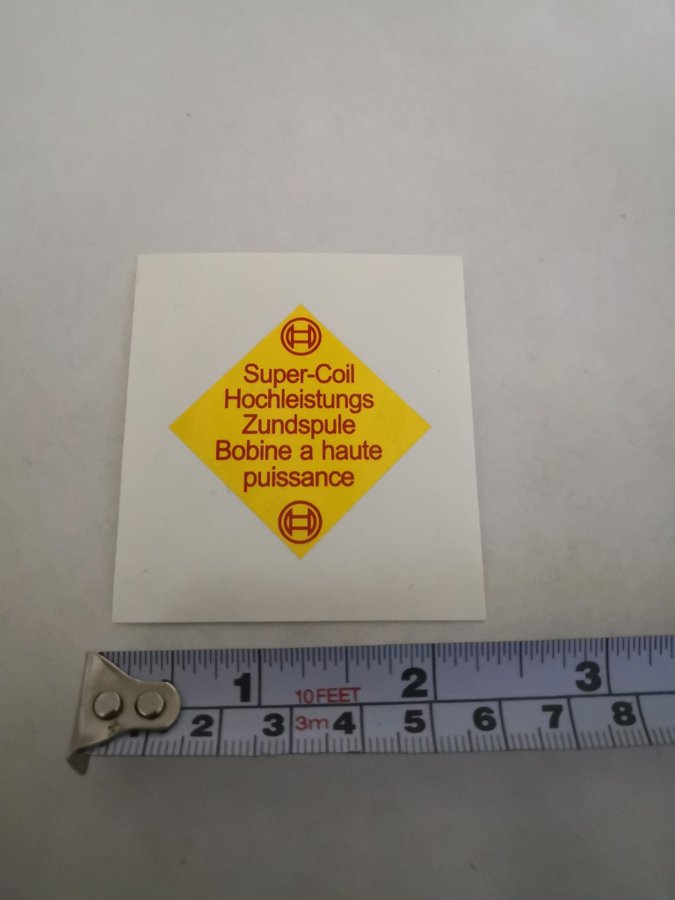 Super-Coil
Hochleistungs
Zundspule
Bobine a haute
puissance
1 10 FEET 2 3
1 2 3 3m 4 5 6 7 8